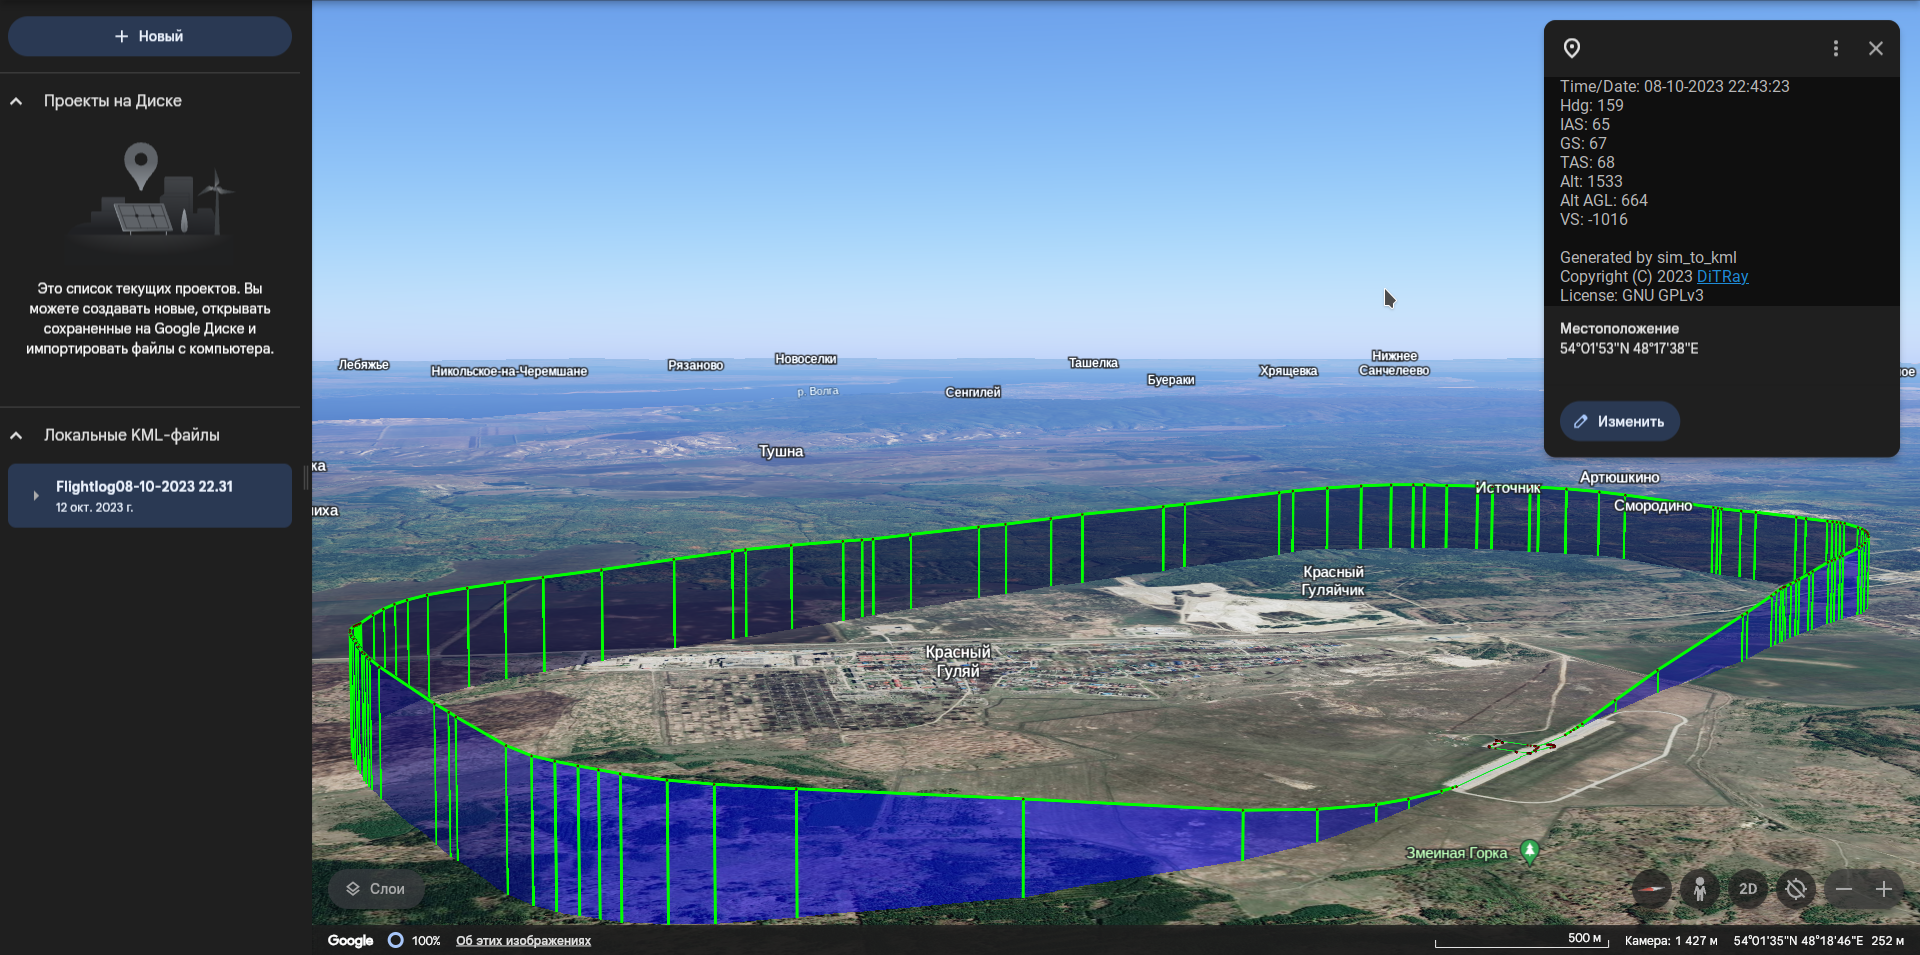 Новый
Проекты на Диске
Это список текущих проектов. Вы
можете создавать новые, открывать
сохраненные на Google Диске и
импортировать файлы с компьютера.
Локальные KML-файлы
Flightlog08-10-2023 22.31
12 окт. 2023 г.
Time/Date: 08-10-2023 22:43:23
Hdg: 159
IAS: 65
GS: 67
TAS: 68
Alt: 1533
Alt AGL: 664
VS: -1016
Generated by sim_to_kml
Copyright (C) 2023 DiTRay
License: GNU GPLv3
Местоположение
54°01'53"N 48°17'38"E
Изменить
Лебяжье
Никольское-на-Черемшане
Рязаново
Новоселки
р. Волга
Сенгилей
Ташелка
Буераки
Хрящевка
Нижнее
Санчелеево
ое
Тушна
ка
иха
Источник
Артюшкино
Смородино
Красный
Гуляйчик
Красный
Гуляй
Змеиная Горка
Слои
2D
Google
100%
Об этих изображениях
500 м
Камера: 1 427 м
54°01'35"N 48°18'46"E
252 м